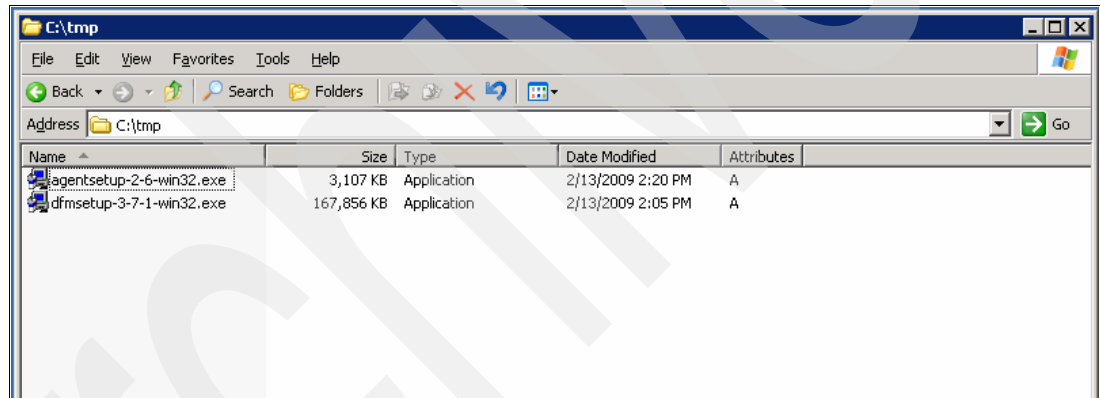 C:\tmp
File Edit View Favorites Tools Help
Back Search Folders
Address C:\tmp Go
Name Size Type Date Modified Attributes
agentsetup-2-6-win32.exe 3,107 KB Application 2/13/2009 2:20 PM A
dfmsetup-3-7-1-win32.exe 167,856 KB Application 2/13/2009 2:05 PM A